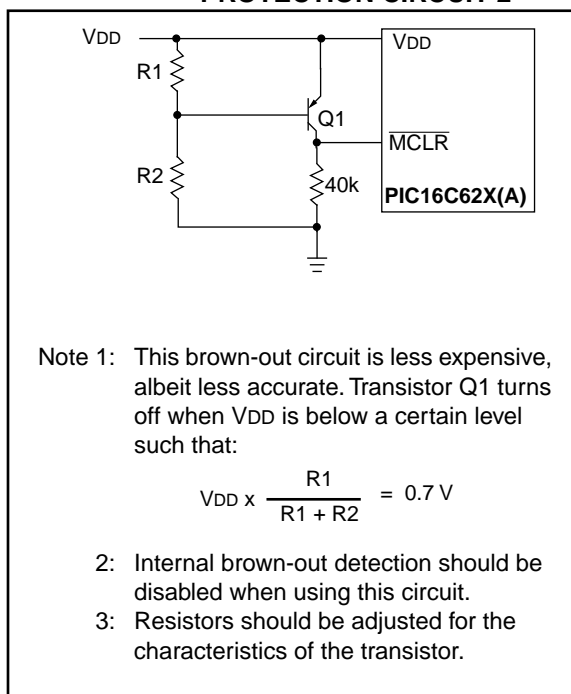 VDD
VDD
R1
Q1
MCLR
R2
40k
PIC16C62X(A)
Note 1: This brown-out circuit is less expensive,
albeit less accurate. Transistor Q1 turns
off when VDD is below a certain level
such that:
VDD x R1 / R1 + R2 = 0.7 V
2: Internal brown-out detection should be
disabled when using this circuit.
3: Resistors should be adjusted for the
characteristics of the transistor.